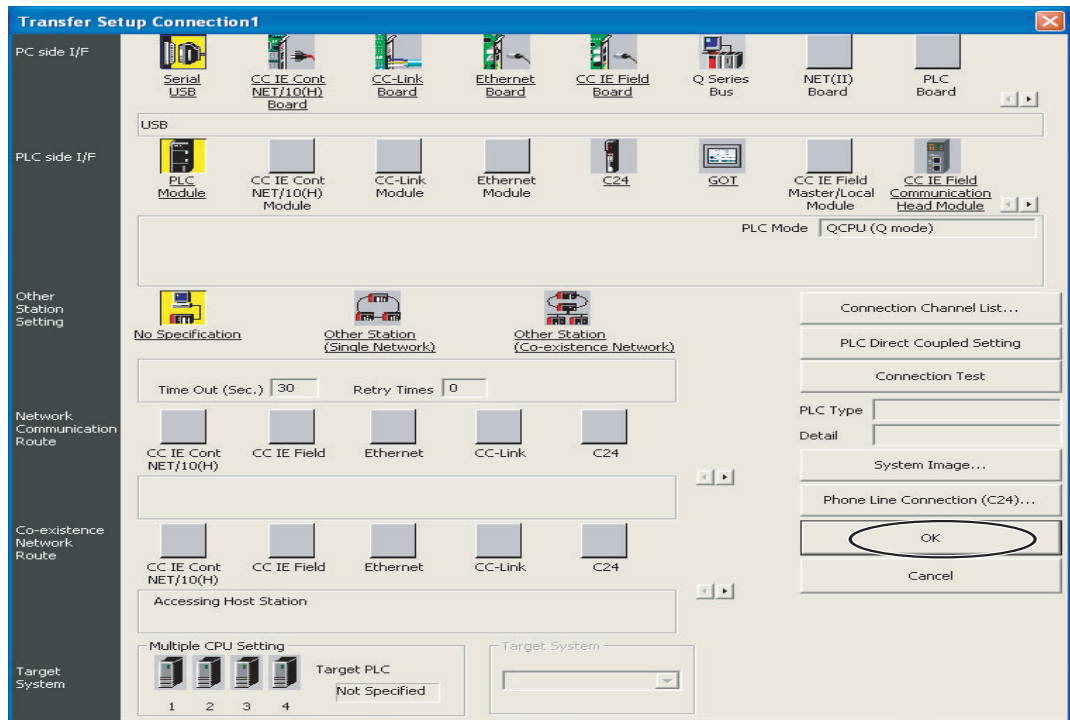 Transfer Setup Connection1
PC side I/F
Serial
USB
CC IE Cont
NET/10(H)
Board
CC-Link
Board
Ethernet
Board
CC IE Field
Board
Q Series
Bus
NET(II)
Board
PLC
Board
USB
PLC side I/F
PLC
Module
CC IE Cont
NET/10(H)
Module
CC-Link
Module
Ethernet
Module
C24
GOT
CC IE Field
Master/Local
Module
CC IE Field
Communication
Head Module
PLC Mode QCPU (Q mode)
Other
Station
Setting
No Specification
Other Station
(Single Network)
Other Station
(Co-existence Network)
Time Out (Sec.) 30 Retry Times 0
Connection Channel List...
PLC Direct Coupled Setting
Connection Test
PLC Type
Detail
System Image...
Phone Line Connection (C24)...
OK
Cancel
Network
Communication
Route
CC IE Cont
NET/10(H)
CC IE Field
Ethernet
CC-Link
C24
Co-existence
Network
Route
CC IE Cont
NET/10(H)
CC IE Field
Ethernet
CC-Link
C24
Accessing Host Station
Target
System
Multiple CPU Setting
1 2 3 4
Target PLC
Not Specified
Target System